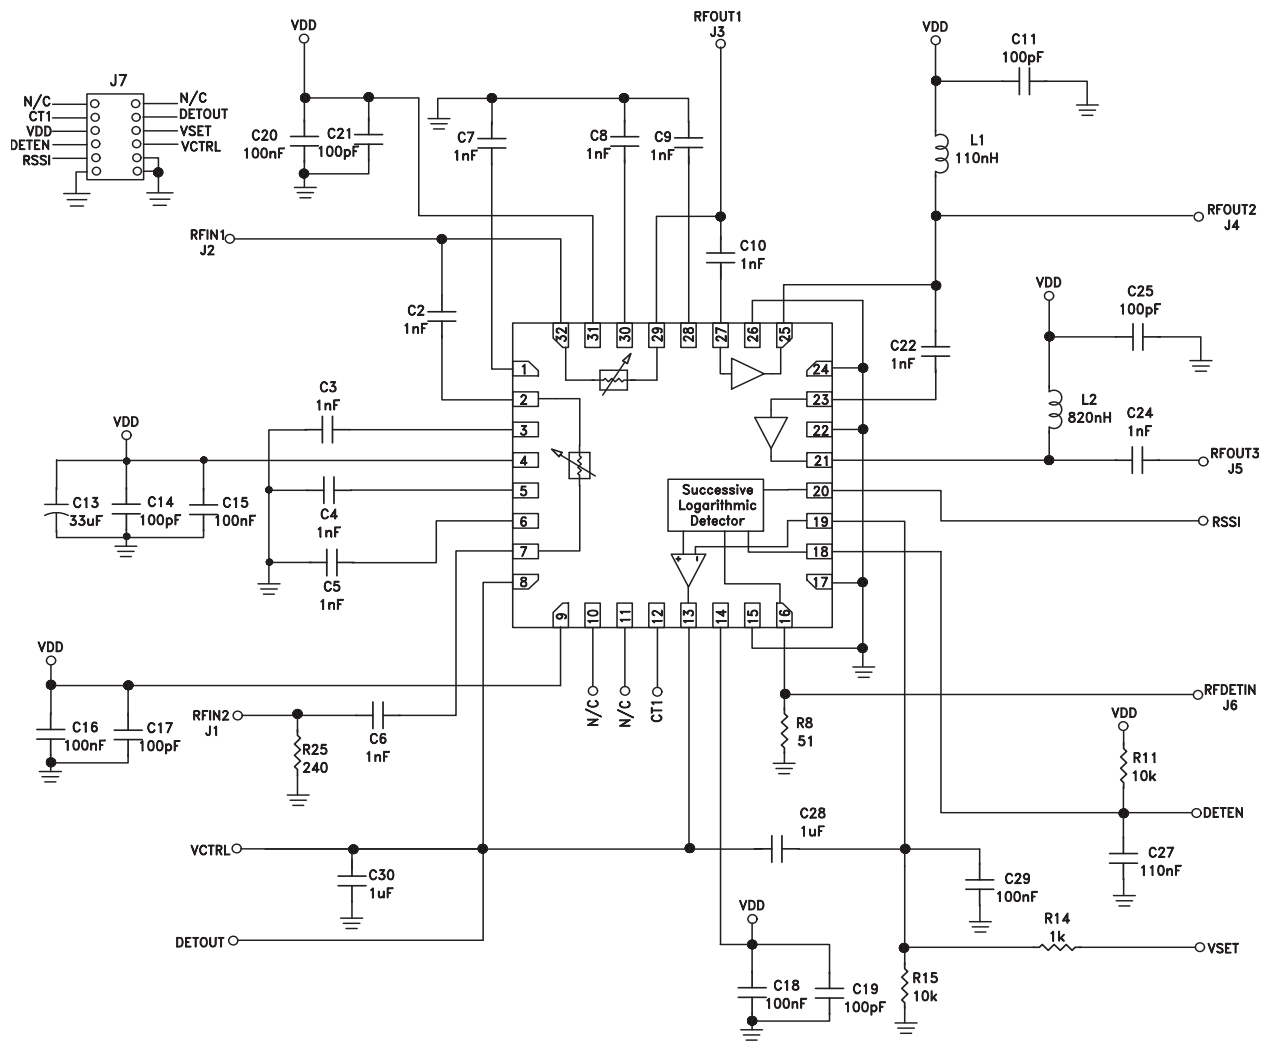 RFOUT1
J3
VDD
VDD
C11
100pF
J7
N/C
N/C
CT1
DETOUT
VDD
VSET
DETEN
VCTRL
RSSI
C20
100nF
C21
100pF
C7
1nF
C8
1nF
C9
1nF
L1
110nH
RFOUT2
J4
RFIN1
J2
C10
1nF
VDD
C25
100pF
C2
1nF
C22
1nF
32
31
30
29
28
27
26
25
1
2
3
4
5
6
7
8
24
23
22
21
20
19
18
17
C3
1nF
L2
820nH
C24
1nF
VDD
RFOUT3
J5
C13
33uF
C14
100pF
C15
100nF
C4
1nF
Successive
Logarithmic
Detector
+
-
RSSI
C5
1nF
9
10
11
12
13
14
15
16
VDD
N/C
N/C
CT1
RFDETIN
J6
RFIN2
J1
C16
100nF
C17
100pF
R25
240
C6
1nF
R8
51
VDD
R11
10k
C28
1uF
DETEN
VCTRL
C27
110nF
C30
1uF
C29
100nF
VDD
R14
1k
DETOUT
VSET
C18
100nF
C19
100pF
R15
10k